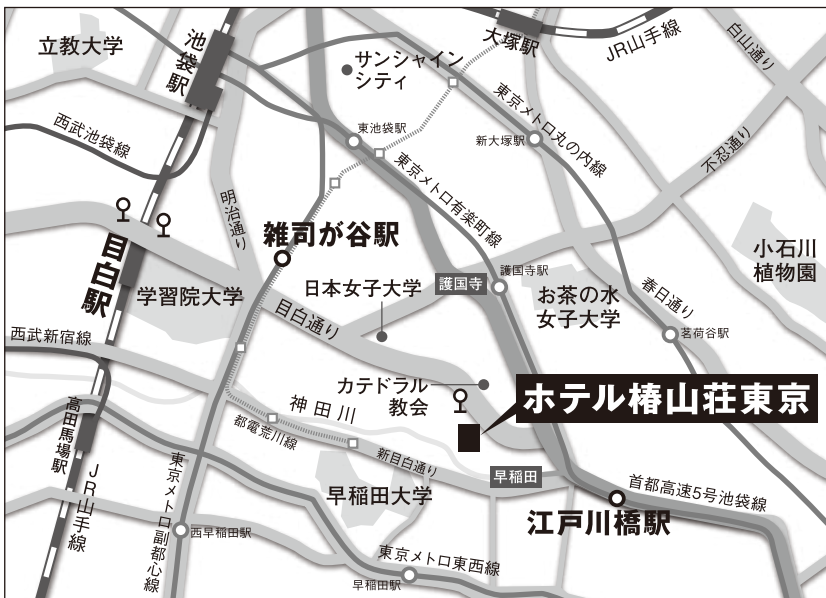 立教大学
池袋駅
サンシャイン
シティ
大塚駅
JR山手線
白山通り
西武池袋線
東池袋駅
新大塚駅
東京メトロ丸の内線
不忍通り
明治通り
東京メトロ有楽町線
目白駅
雑司が谷駅
小石川
植物園
学習院大学
日本女子大学
護国寺
護国寺駅
お茶の水
女子大学
春日通り
目白通り
茗荷谷駅
西武新宿線
カテドラル
教会
ホテル椿山荘東京
神田川
都電荒川線
高田馬場駅
新目白通り
早稲田
首都高速5号池袋線
JR山手線
東京メトロ副都心線
早稲田大学
江戸川橋駅
西早稲田駅
東京メトロ東西線
早稲田駅